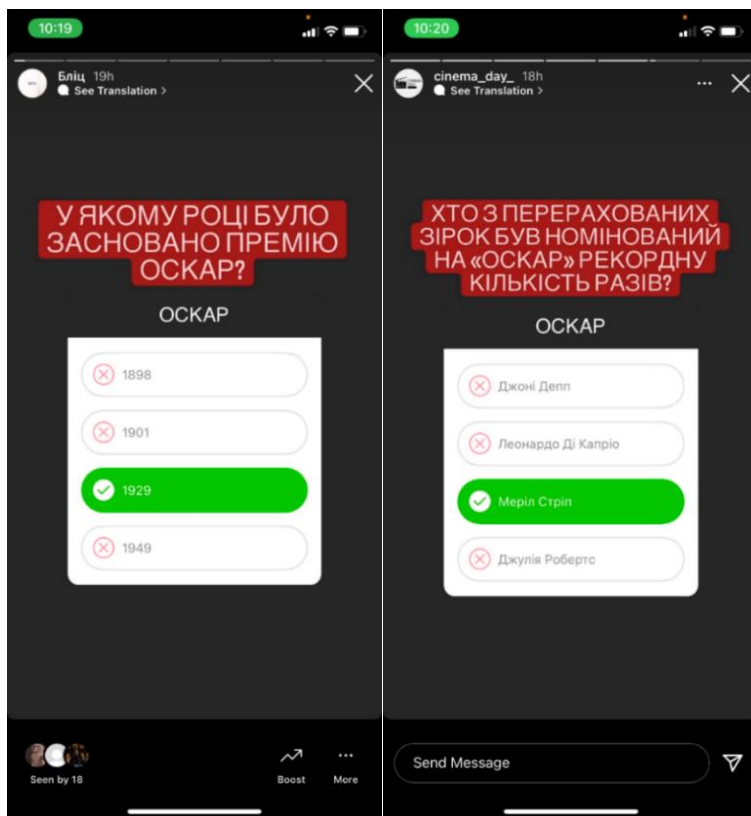 10:19
Бліц 19h
See Translation >
У ЯКОМУ РОЦІ БУЛО
ЗАСНОВАНО ПРЕМІЮ
ОСКАР?
ОСКАР
1898
1901
1929
1949
Seen by 18
Boost
More
10:20
cinema_day_ 18h
See Translation >
ХТО З ПЕРЕРАХОВАНИХ
ЗІРОК БУВ НОМІНОВАНИЙ
НА «ОСКАР» РЕКОРДНУ
КІЛЬКІСТЬ РАЗІВ?
ОСКАР
Джоні Депп
Леонардо Ді Капріо
Меріл Стріп
Джулія Робертс
Send Message